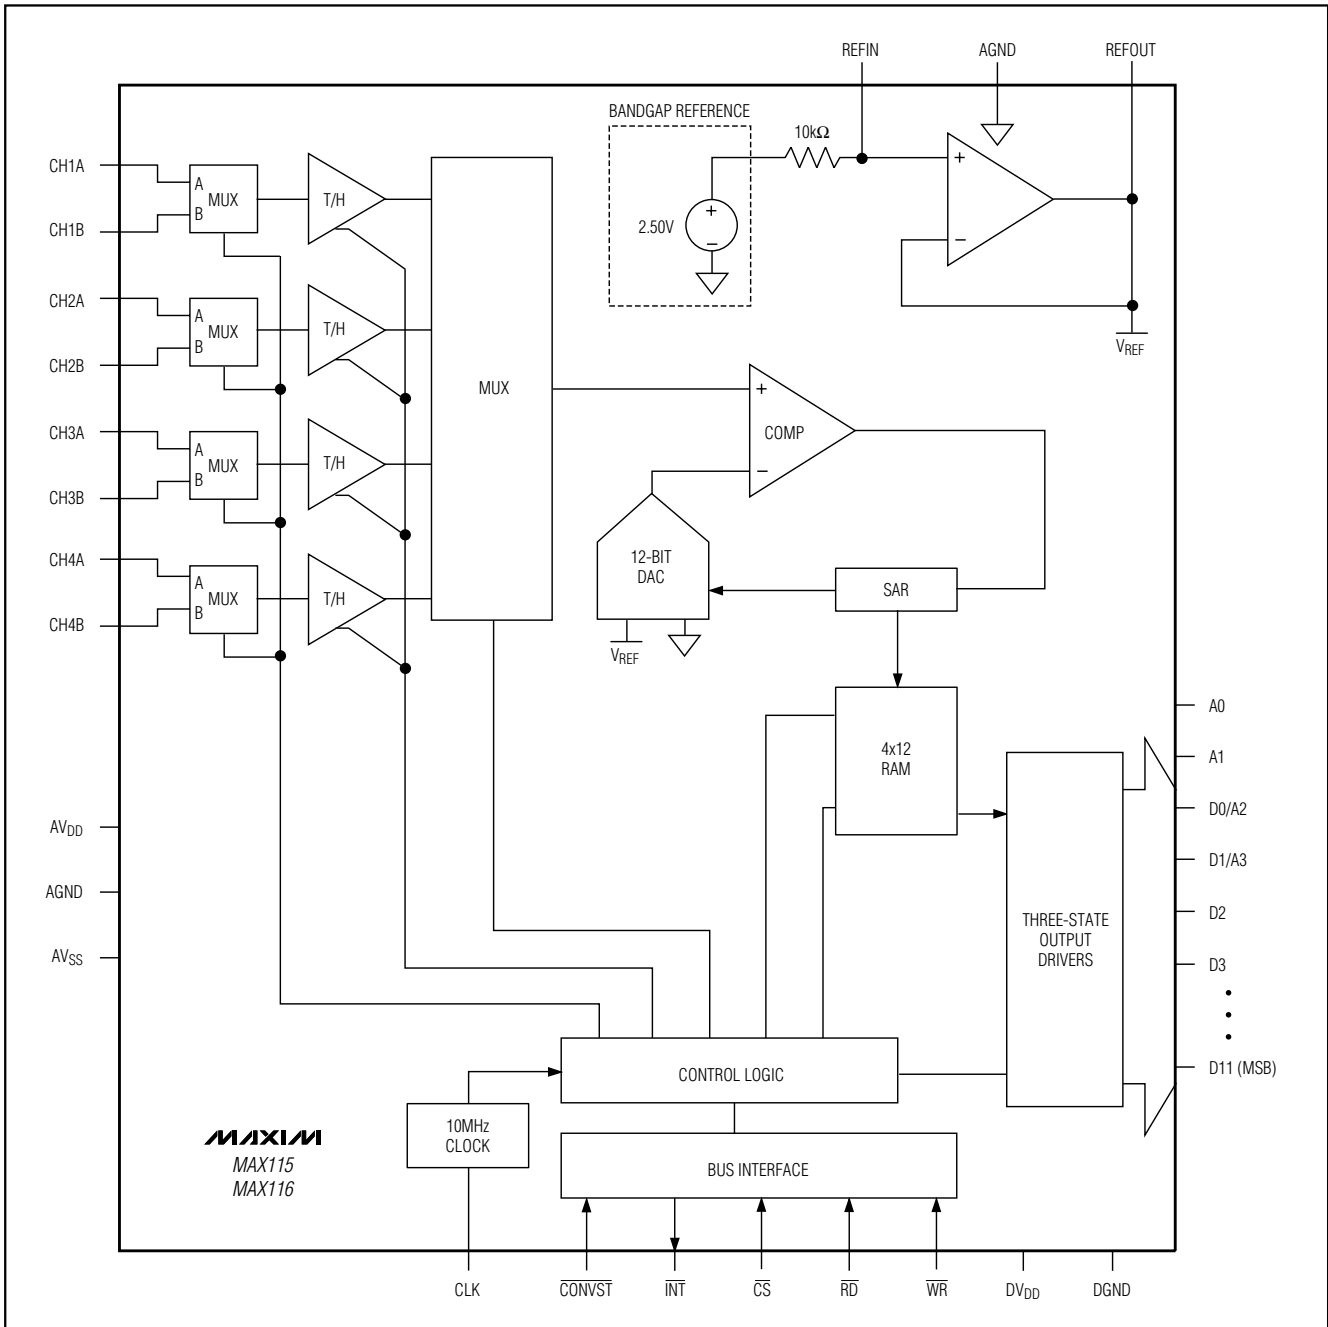 REFIN
AGND
REFOUT
BANDGAP REFERENCE
10kΩ
+
−
2.50V
+
−
VREF
CH1A
A
MUX
B
T/H
CH1B
CH2A
A
MUX
B
T/H
CH2B
MUX
+
COMP
−
CH3A
A
MUX
B
T/H
CH3B
CH4A
A
MUX
B
T/H
CH4B
12-BIT
DAC
SAR
VREF
4x12
RAM
A0
A1
D0/A2
D1/A3
D2
D3
D11 (MSB)
AVDD
AGND
AVSS
THREE-STATE
OUTPUT
DRIVERS
CONTROL LOGIC
10MHz
CLOCK
BUS INTERFACE
MAXIM
MAX115
MAX116
CLK
CONVST
INT
CS
RD
WR
DVDD
DGND